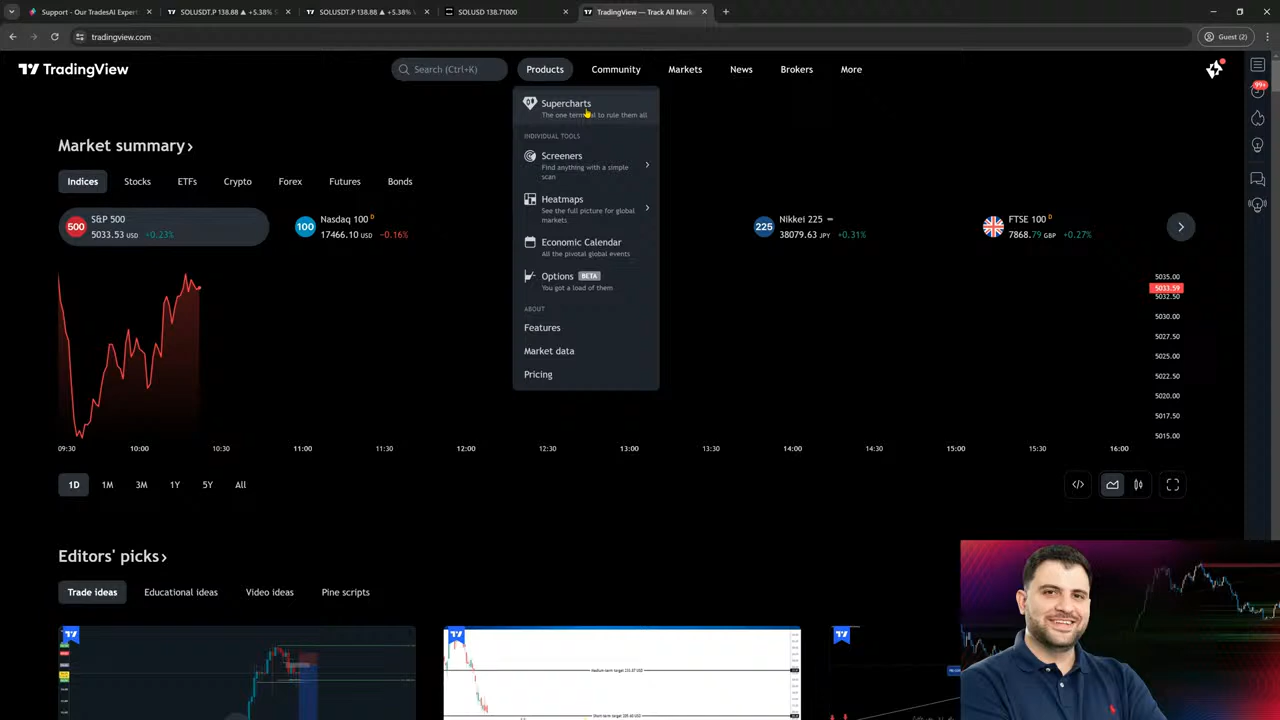 Support - Our TradesAI Expert
SOLUSDT.P 138.88 ▲ +5.38% S
SOLUSDT.P 138.88 ▲ +5.38% \
SOLUSD 138.71000
TradingView — Track All Marke
tradingview.com
Guest (2)
TradingView
Search (Ctrl+K)
Products
Community
Markets
News
Brokers
More
99+
Supercharts
The one terminal to rule them all
INDIVIDUAL TOOLS
Screeners
Find anything with a simple
scan
Heatmaps
See the full picture for global
markets
Economic Calendar
All the pivotal global events
Options BETA
You got a load of them
ABOUT
Features
Market data
Pricing
Market summary ›
Indices
Stocks
ETFs
Crypto
Forex
Futures
Bonds
500
S&P 500
5033.53 USD +0.23%
100
Nasdaq 100 D
17466.10 USD −0.16%
225
Nikkei 225
38079.63 JPY +0.31%
FTSE 100 D
7868.79 GBP +0.27%
5035.00
5033.59
5032.50
5030.00
5027.50
5025.00
5022.50
5020.00
5017.50
5015.00
09:30
10:00
10:30
11:00
11:30
12:00
12:30
13:00
13:30
14:00
14:30
15:00
15:30
16:00
1D
1M
3M
1Y
5Y
All
Editors' picks ›
Trade ideas
Educational ideas
Video ideas
Pine scripts